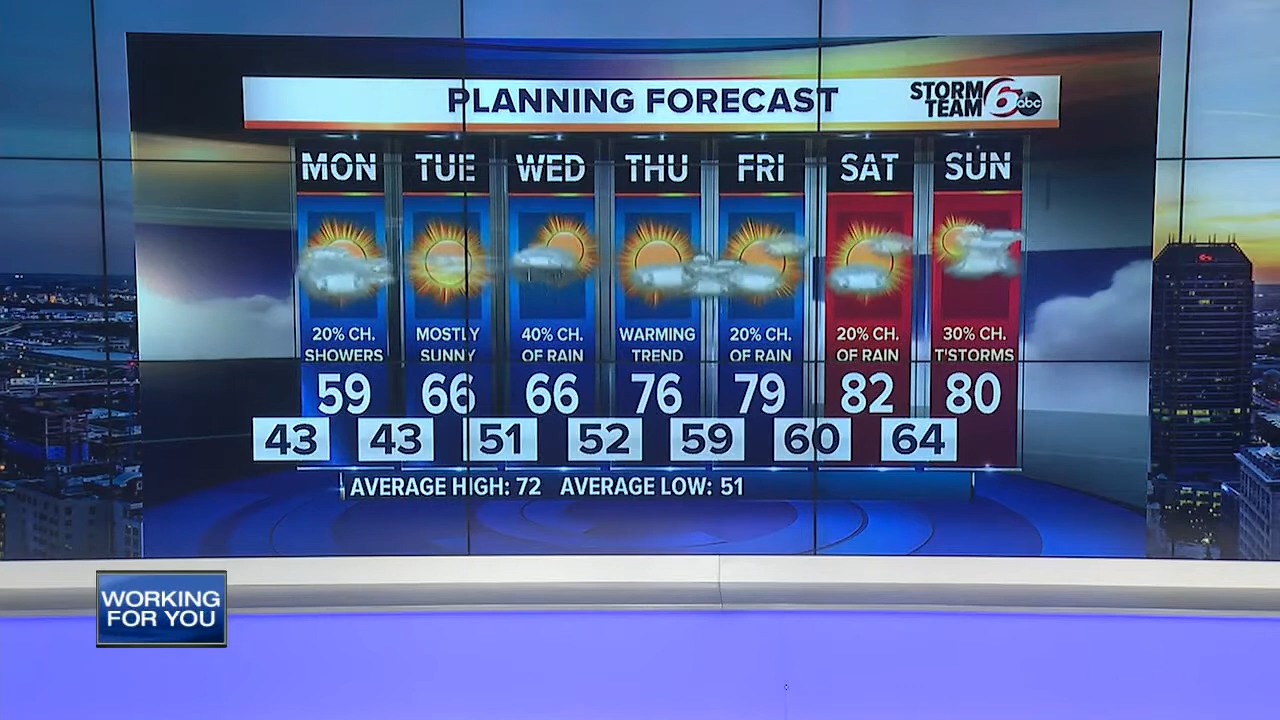 PLANNING FORECAST
STORM TEAM 6 abc
MON TUE WED THU FRI SAT SUN
20% CH. MOSTLY 40% CH. WARMING 20% CH. 20% CH. 30% CH.
SHOWERS SUNNY OF RAIN TREND OF RAIN OF RAIN T'STORMS
59 66 66 76 79 82 80
43 43 51 52 59 60 64
AVERAGE HIGH: 72 AVERAGE LOW: 51
WORKING
FOR YOU